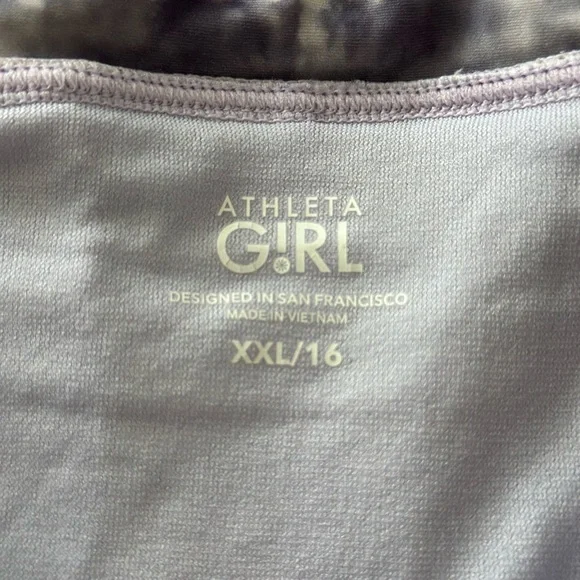 ATHLETA
G!RL
DESIGNED IN SAN FRANCISCO
MADE IN VIETNAM
XXL/16